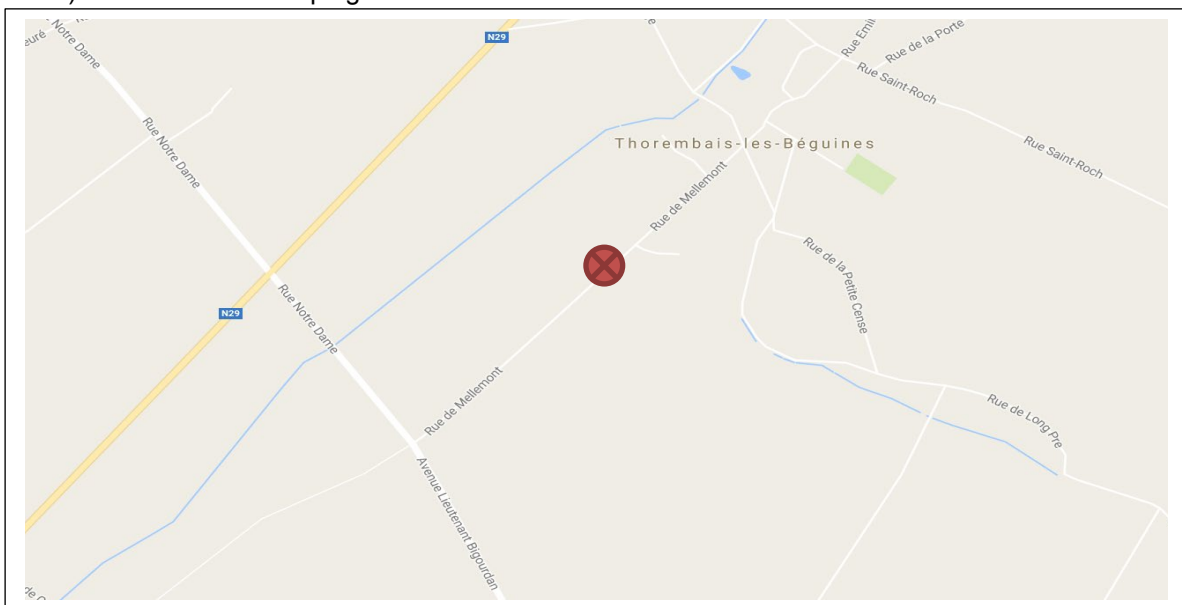 Rue Notre Dame
N29
Rue Emil
Rue de la Porte
Rue Saint-Roch
Rue Notre Dame
Thorembais-les-Béguines
Rue Saint-Roch
Rue de Mellemont
Rue de la Petite Cense
N29
Rue Notre Dame
Rue de Mellemont
Rue de Long Pre
Avenue Lieutenant Bigourdan